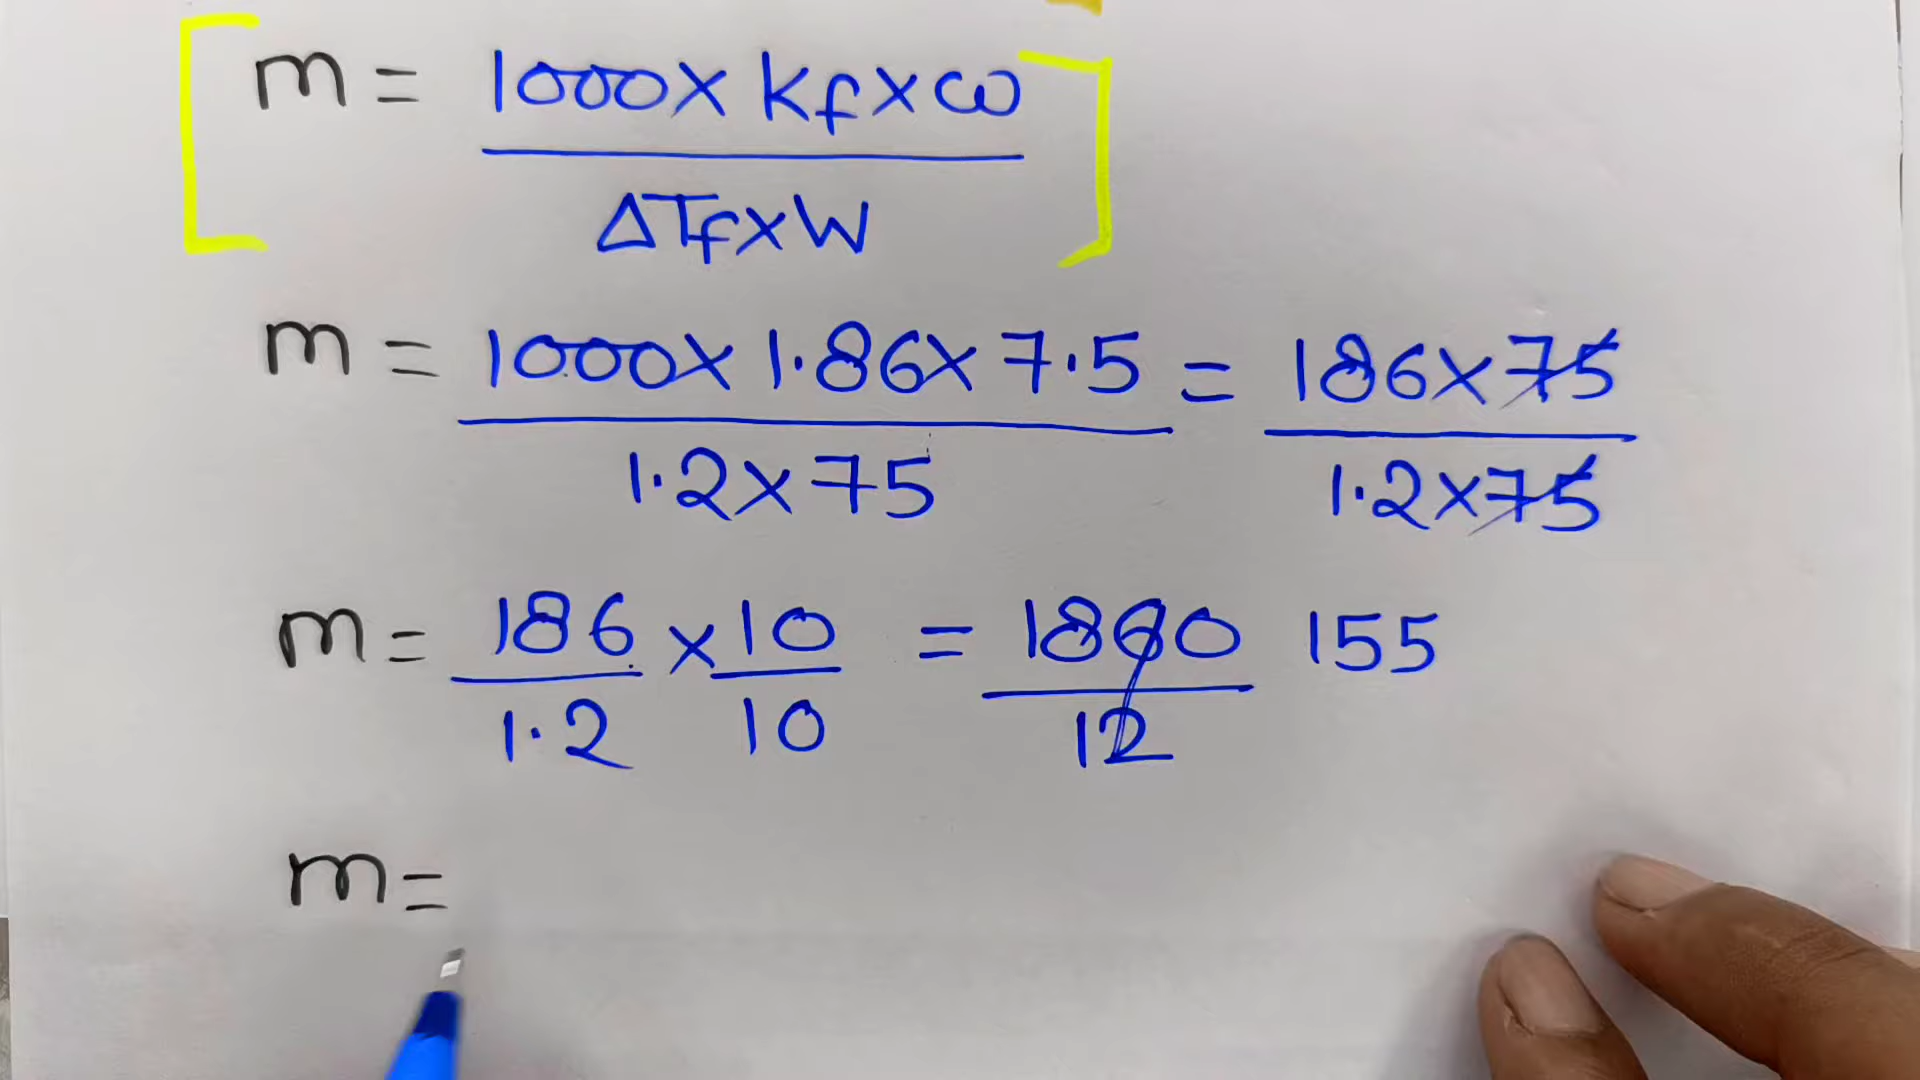 m = 1000 × Kf × w / ΔTf × W
m = 1000 × 1.86 × 7.5 / 1.2 × 75 = 186 × 75 / 1.2 × 75
m = 186 / 1.2 × 10 / 10 = 1860 / 12 155
m =